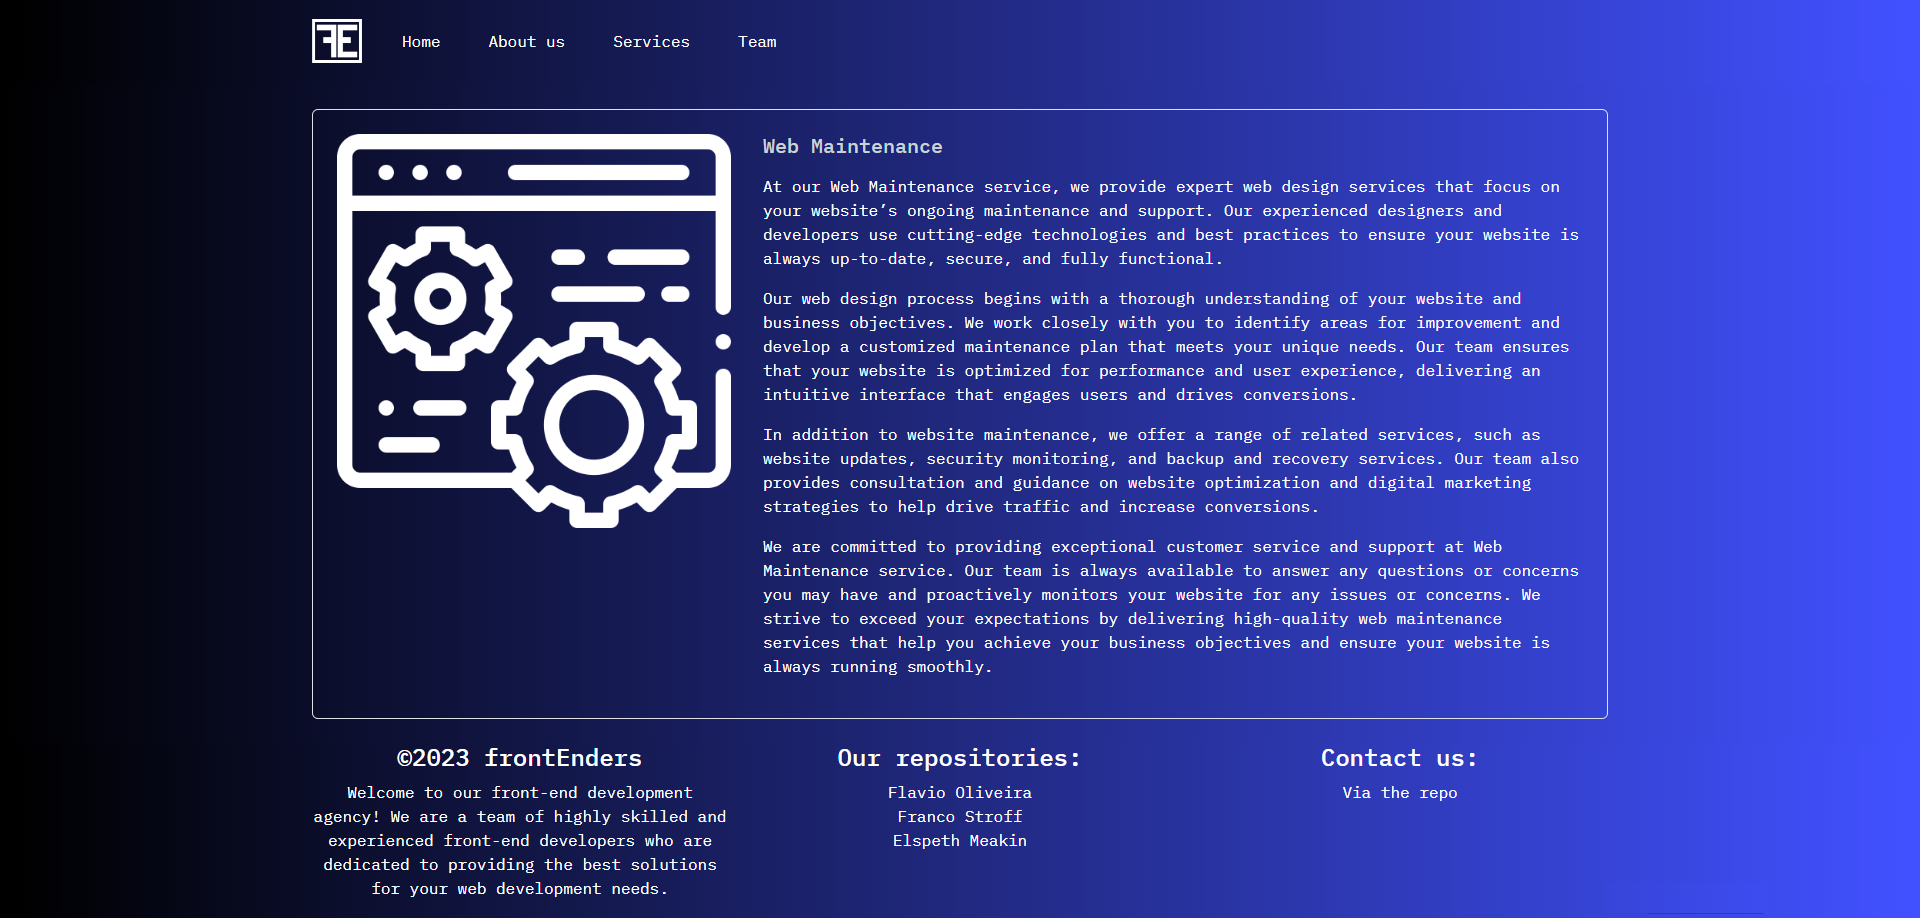 FE
Home
About us
Services
Team
Web Maintenance
At our Web Maintenance service, we provide expert web design services that focus on
your website’s ongoing maintenance and support. Our experienced designers and
developers use cutting-edge technologies and best practices to ensure your website is
always up-to-date, secure, and fully functional.
Our web design process begins with a thorough understanding of your website and
business objectives. We work closely with you to identify areas for improvement and
develop a customized maintenance plan that meets your unique needs. Our team ensures
that your website is optimized for performance and user experience, delivering an
intuitive interface that engages users and drives conversions.
In addition to website maintenance, we offer a range of related services, such as
website updates, security monitoring, and backup and recovery services. Our team also
provides consultation and guidance on website optimization and digital marketing
strategies to help drive traffic and increase conversions.
We are committed to providing exceptional customer service and support at Web
Maintenance service. Our team is always available to answer any questions or concerns
you may have and proactively monitors your website for any issues or concerns. We
strive to exceed your expectations by delivering high-quality web maintenance
services that help you achieve your business objectives and ensure your website is
always running smoothly.
©2023 frontEnders
Welcome to our front-end development
agency! We are a team of highly skilled and
experienced front-end developers who are
dedicated to providing the best solutions
for your web development needs.
Our repositories:
Flavio Oliveira
Franco Stroff
Elspeth Meakin
Contact us:
Via the repo